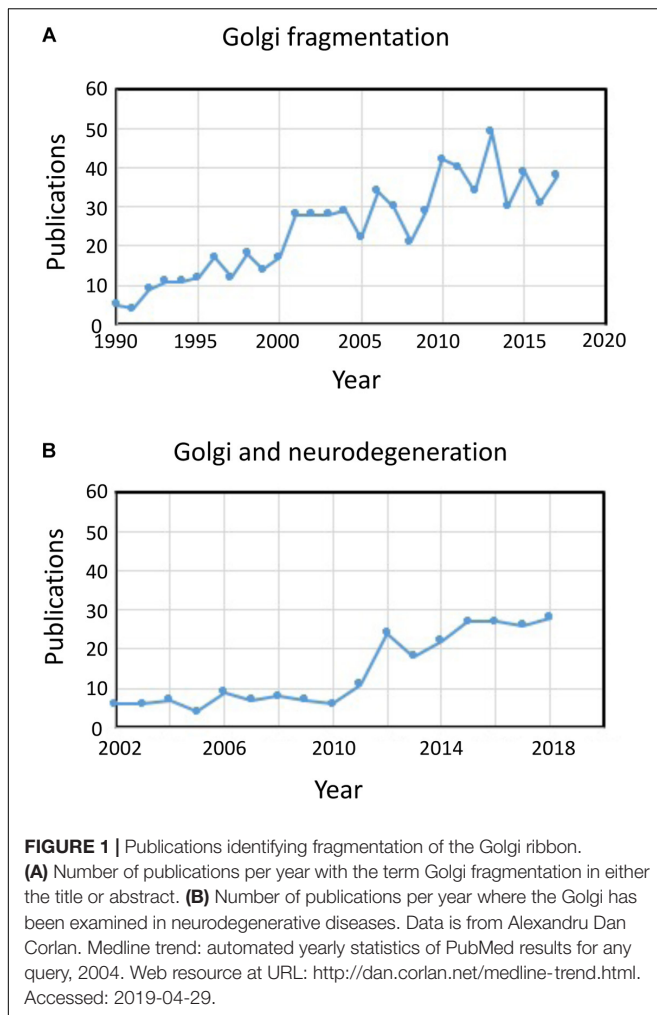 A
Golgi fragmentation
60
50
40
30
20
10
0
Publications
1990 1995 2000 2005 2010 2015 2020
Year
B
Golgi and neurodegeneration
60
50
40
30
20
10
0
Publications
2002 2006 2010 2014 2018
Year
FIGURE 1 | Publications identifying fragmentation of the Golgi ribbon.
(A) Number of publications per year with the term Golgi fragmentation in either
the title or abstract. (B) Number of publications per year where the Golgi has
been examined in neurodegenerative diseases. Data is from Alexandru Dan
Corlan. Medline trend: automated yearly statistics of PubMed results for any
query, 2004. Web resource at URL: http://dan.corlan.net/medline-trend.html.
Accessed: 2019-04-29.